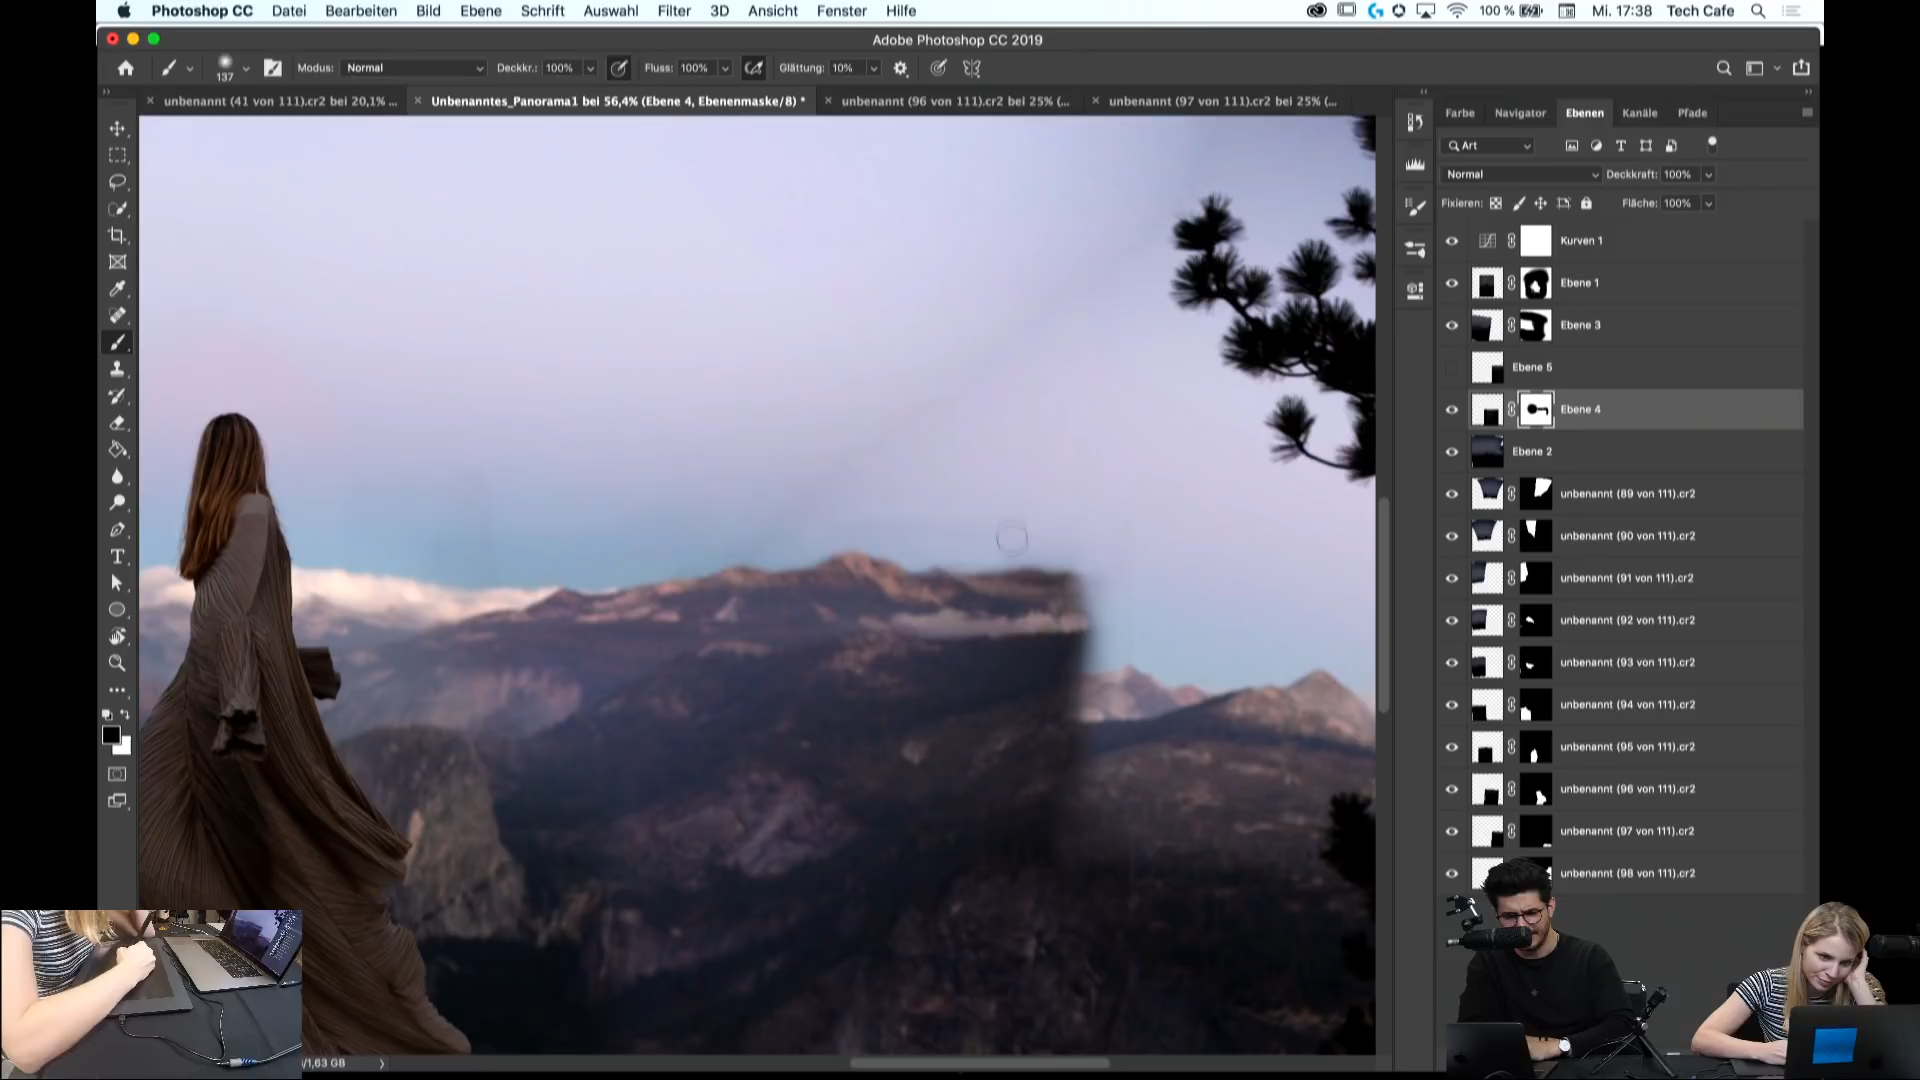 Photoshop CC Datei Bearbeiten Bild Ebene Schrift Auswahl Filter 3D Ansicht Fenster Hilfe 100 % Mi. 17:38 Tech Cafe
Adobe Photoshop CC 2019
137 Modus: Normal Deckkr.: 100% Fluss: 100% Glättung: 10%
unbenannt (41 von 111).cr2 bei 20,1% ... Unbenanntes_Panorama1 bei 56,4% (Ebene 4, Ebenenmaske/8) * unbenannt (96 von 111).cr2 bei 25% (... unbenannt (97 von 111).cr2 bei 25% (...
Farbe Navigator Ebenen Kanäle Pfade
Art
Normal Deckkraft: 100%
Fixieren: Fläche: 100%
Kurven 1
Ebene 1
Ebene 3
Ebene 5
Ebene 4
Ebene 2
unbenannt (89 von 111).cr2
unbenannt (90 von 111).cr2
unbenannt (91 von 111).cr2
unbenannt (92 von 111).cr2
unbenannt (93 von 111).cr2
unbenannt (94 von 111).cr2
unbenannt (95 von 111).cr2
unbenannt (96 von 111).cr2
unbenannt (97 von 111).cr2
unbenannt (98 von 111).cr2
/1,63 GB